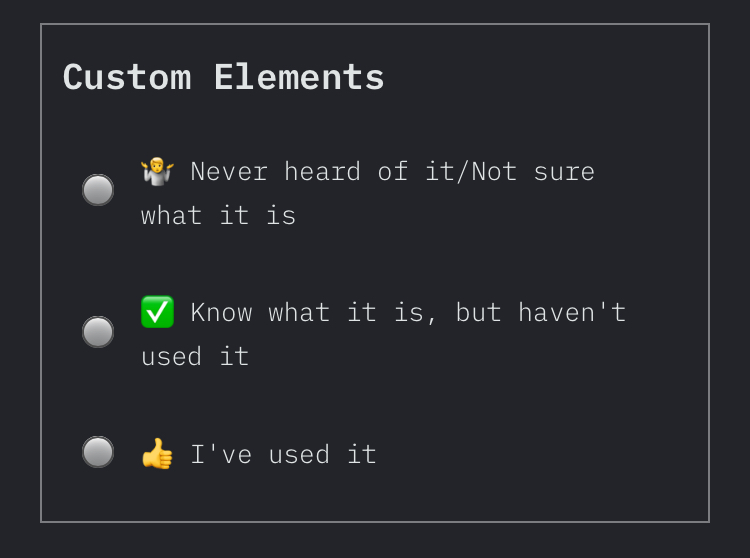 Custom Elements
🤷 Never heard of it/Not sure
what it is
✅ Know what it is, but haven't
used it
👍 I've used it